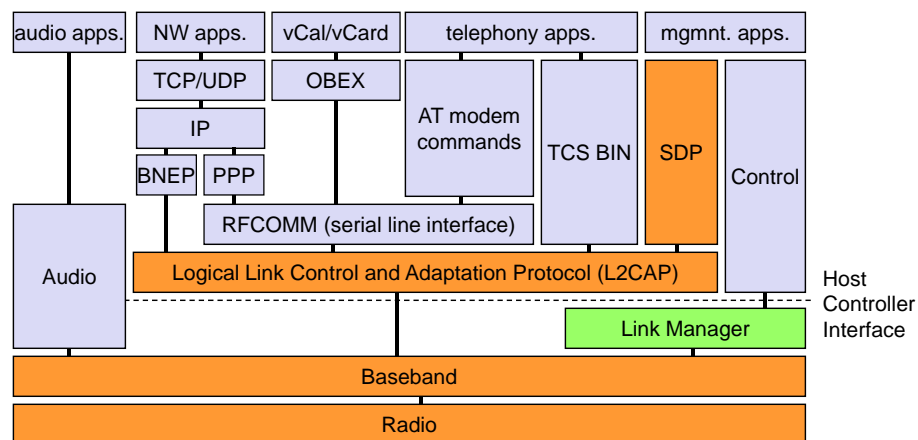 audio apps.
NW apps.
vCal/vCard
telephony apps.
mgmnt. apps.
TCP/UDP
OBEX
AT modem
commands
TCS BIN
SDP
Control
IP
BNEP
PPP
RFCOMM (serial line interface)
Audio
Logical Link Control and Adaptation Protocol (L2CAP)
Host
Controller
Interface
Link Manager
Baseband
Radio